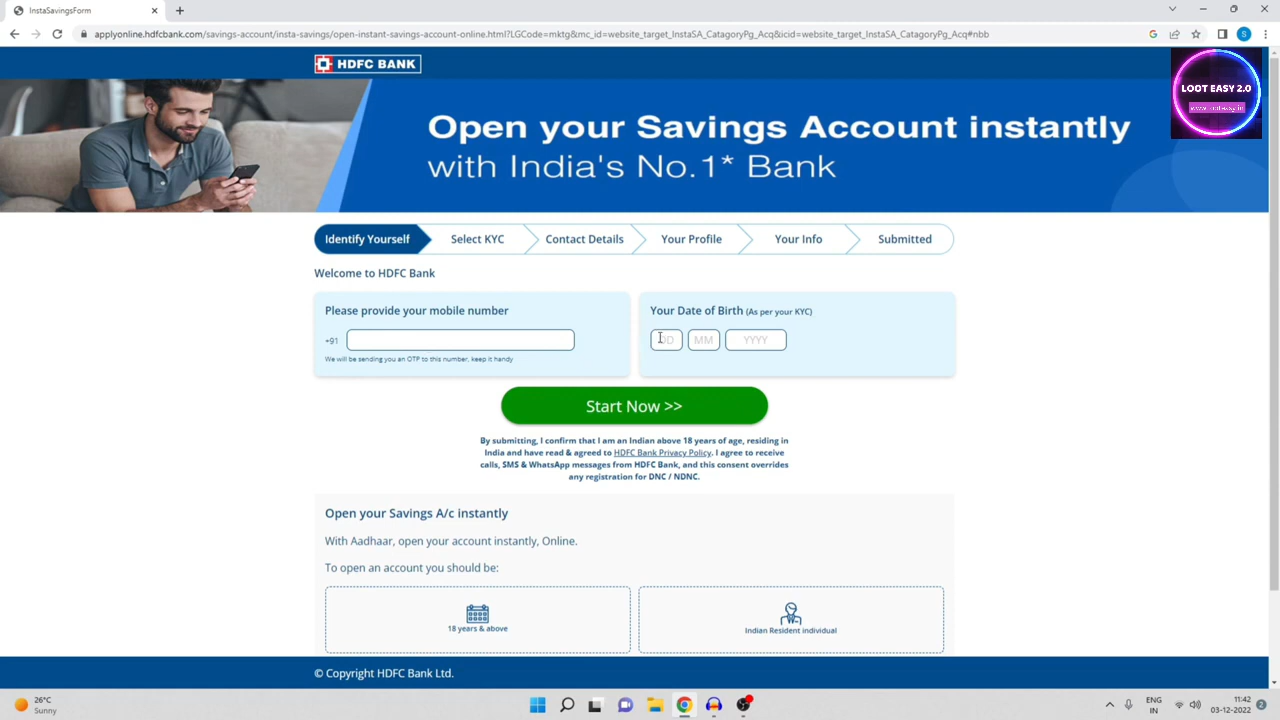 InstaSavingsForm
applyonline.hdfcbank.com/savings-account/insta-savings/open-instant-savings-account-online.html?LGCode=mktg&mc_id=website_target_InstaSA_CatagoryPg_Acq&icid=website_target_InstaSA_CatagoryPg_Acq#nbb
HDFC BANK
LOOT EASY 2.0
www.looteasy.in
Open your Savings Account instantly
with India's No.1* Bank
Identify Yourself
Select KYC
Contact Details
Your Profile
Your Info
Submitted
Welcome to HDFC Bank
Please provide your mobile number
+91
We will be sending you an OTP to this number, keep it handy
Your Date of Birth (As per your KYC)
DD MM YYYY
Start Now >>
By submitting, I confirm that I am an Indian above 18 years of age, residing in
India and have read & agreed to HDFC Bank Privacy Policy. I agree to receive
calls, SMS & WhatsApp messages from HDFC Bank, and this consent overrides
any registration for DNC / NDNC.
Open your Savings A/c instantly
With Aadhaar, open your account instantly, Online.
To open an account you should be:
18 years & above
Indian Resident individual
© Copyright HDFC Bank Ltd.
26°C
Sunny
ENG
IN
11:42
03-12-2022